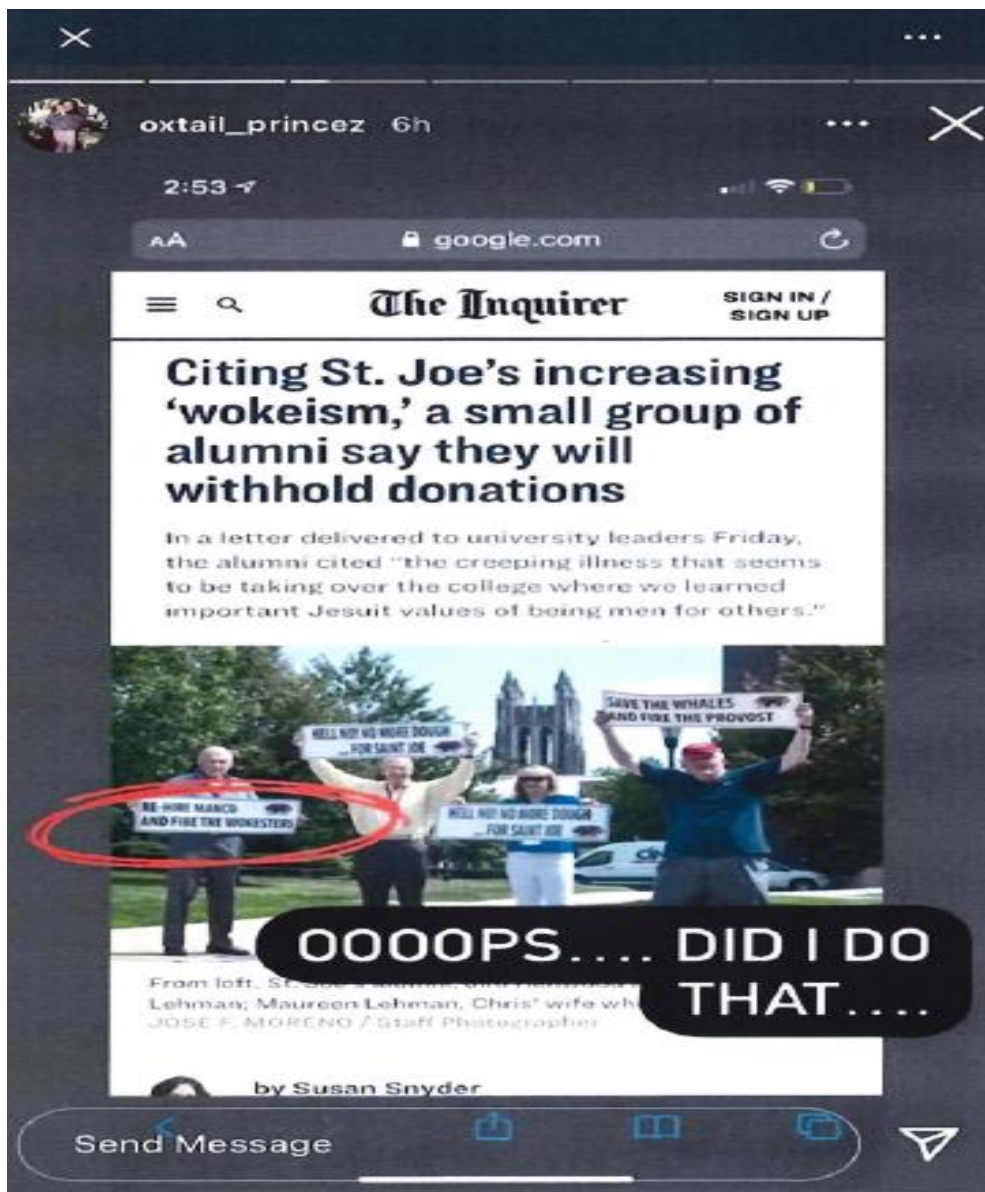 oxtail_princez 6h
2:53
AA google.com
The Inquirer
SIGN IN /
SIGN UP
Citing St. Joe's increasing
'wokeism,' a small group of
alumni say they will
withhold donations
In a letter delivered to university leaders Friday,
the alumni cited "the creeping illness that seems
to be taking over the college where we learned
important Jesuit values of being men for others."
SAVE THE WHALES
AND FIRE THE PROVOST
HELL NO! NO MORE DOUGH
...FOR SAINT JOE
RE-HIRE MANCO
AND FIRE THE WOKESTERS
HELL NO! NO MORE DOUGH
...FOR SAINT JOE
OOOOPS.... DID I DO
THAT....
From left, St.
Lehman; Maureen Lehman, Chris' wife wh
JOSE F. MORENO / Staff Photographer
by Susan Snyder
Send Message